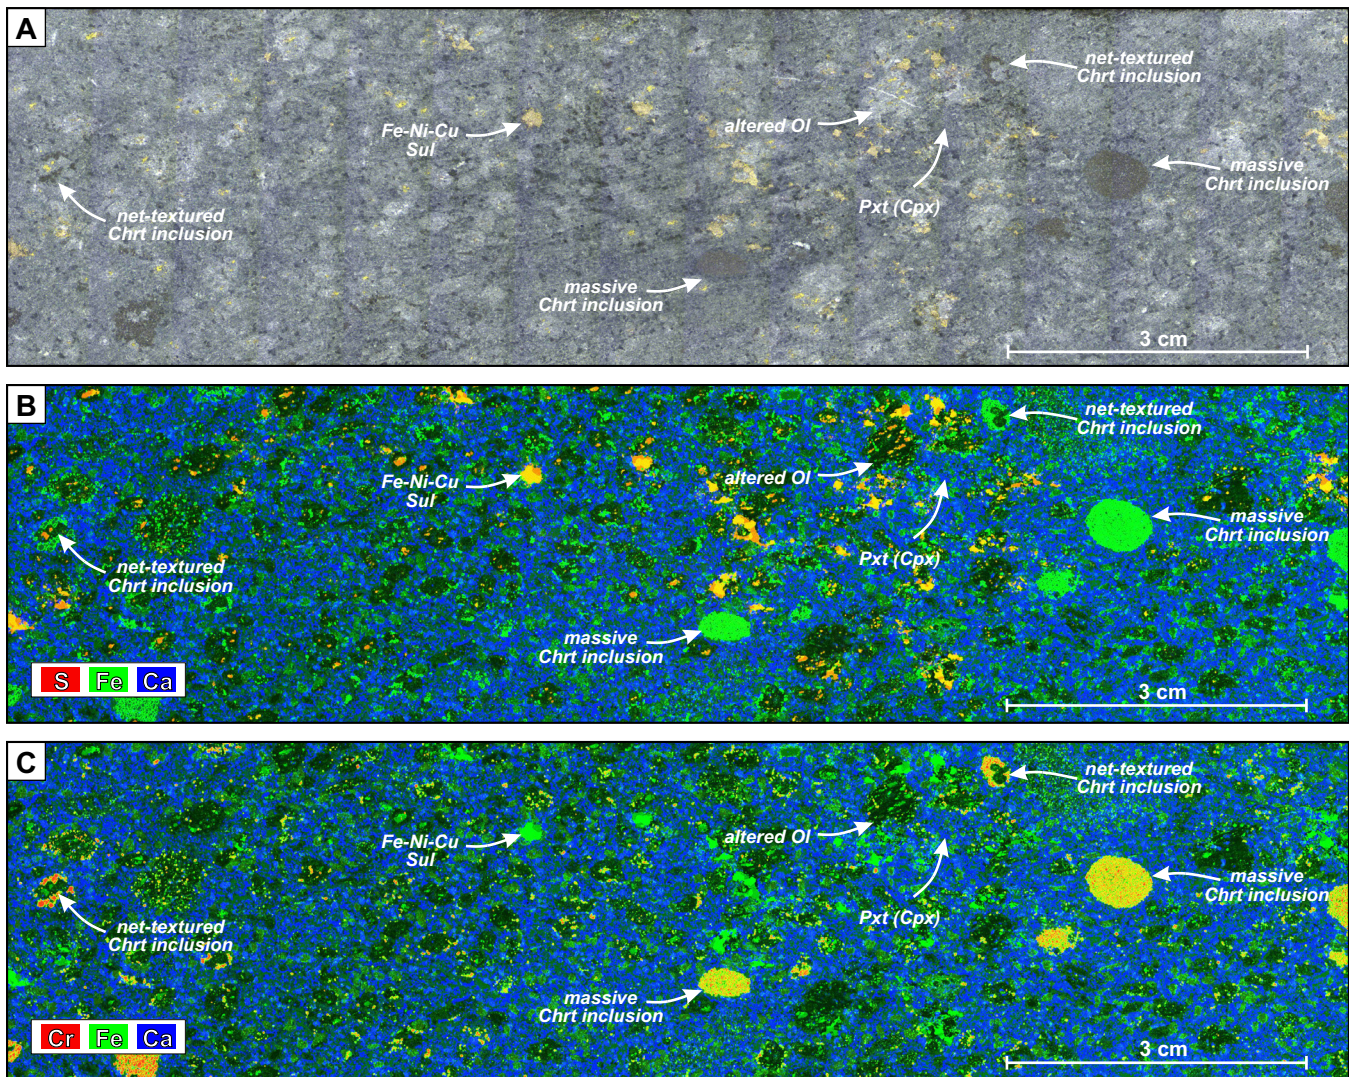 A
net-textured
Chrt inclusion
Fe-Ni-Cu
Sul
altered Ol
massive
Chrt inclusion
net-textured
Chrt inclusion
Pxt (Cpx)
massive
Chrt inclusion
3 cm
B
net-textured
Chrt inclusion
Fe-Ni-Cu
Sul
altered Ol
massive
Chrt inclusion
net-textured
Chrt inclusion
Pxt (Cpx)
massive
Chrt inclusion
S Fe Ca
3 cm
C
net-textured
Chrt inclusion
Fe-Ni-Cu
Sul
altered Ol
massive
Chrt inclusion
net-textured
Chrt inclusion
Pxt (Cpx)
massive
Chrt inclusion
Cr Fe Ca
3 cm